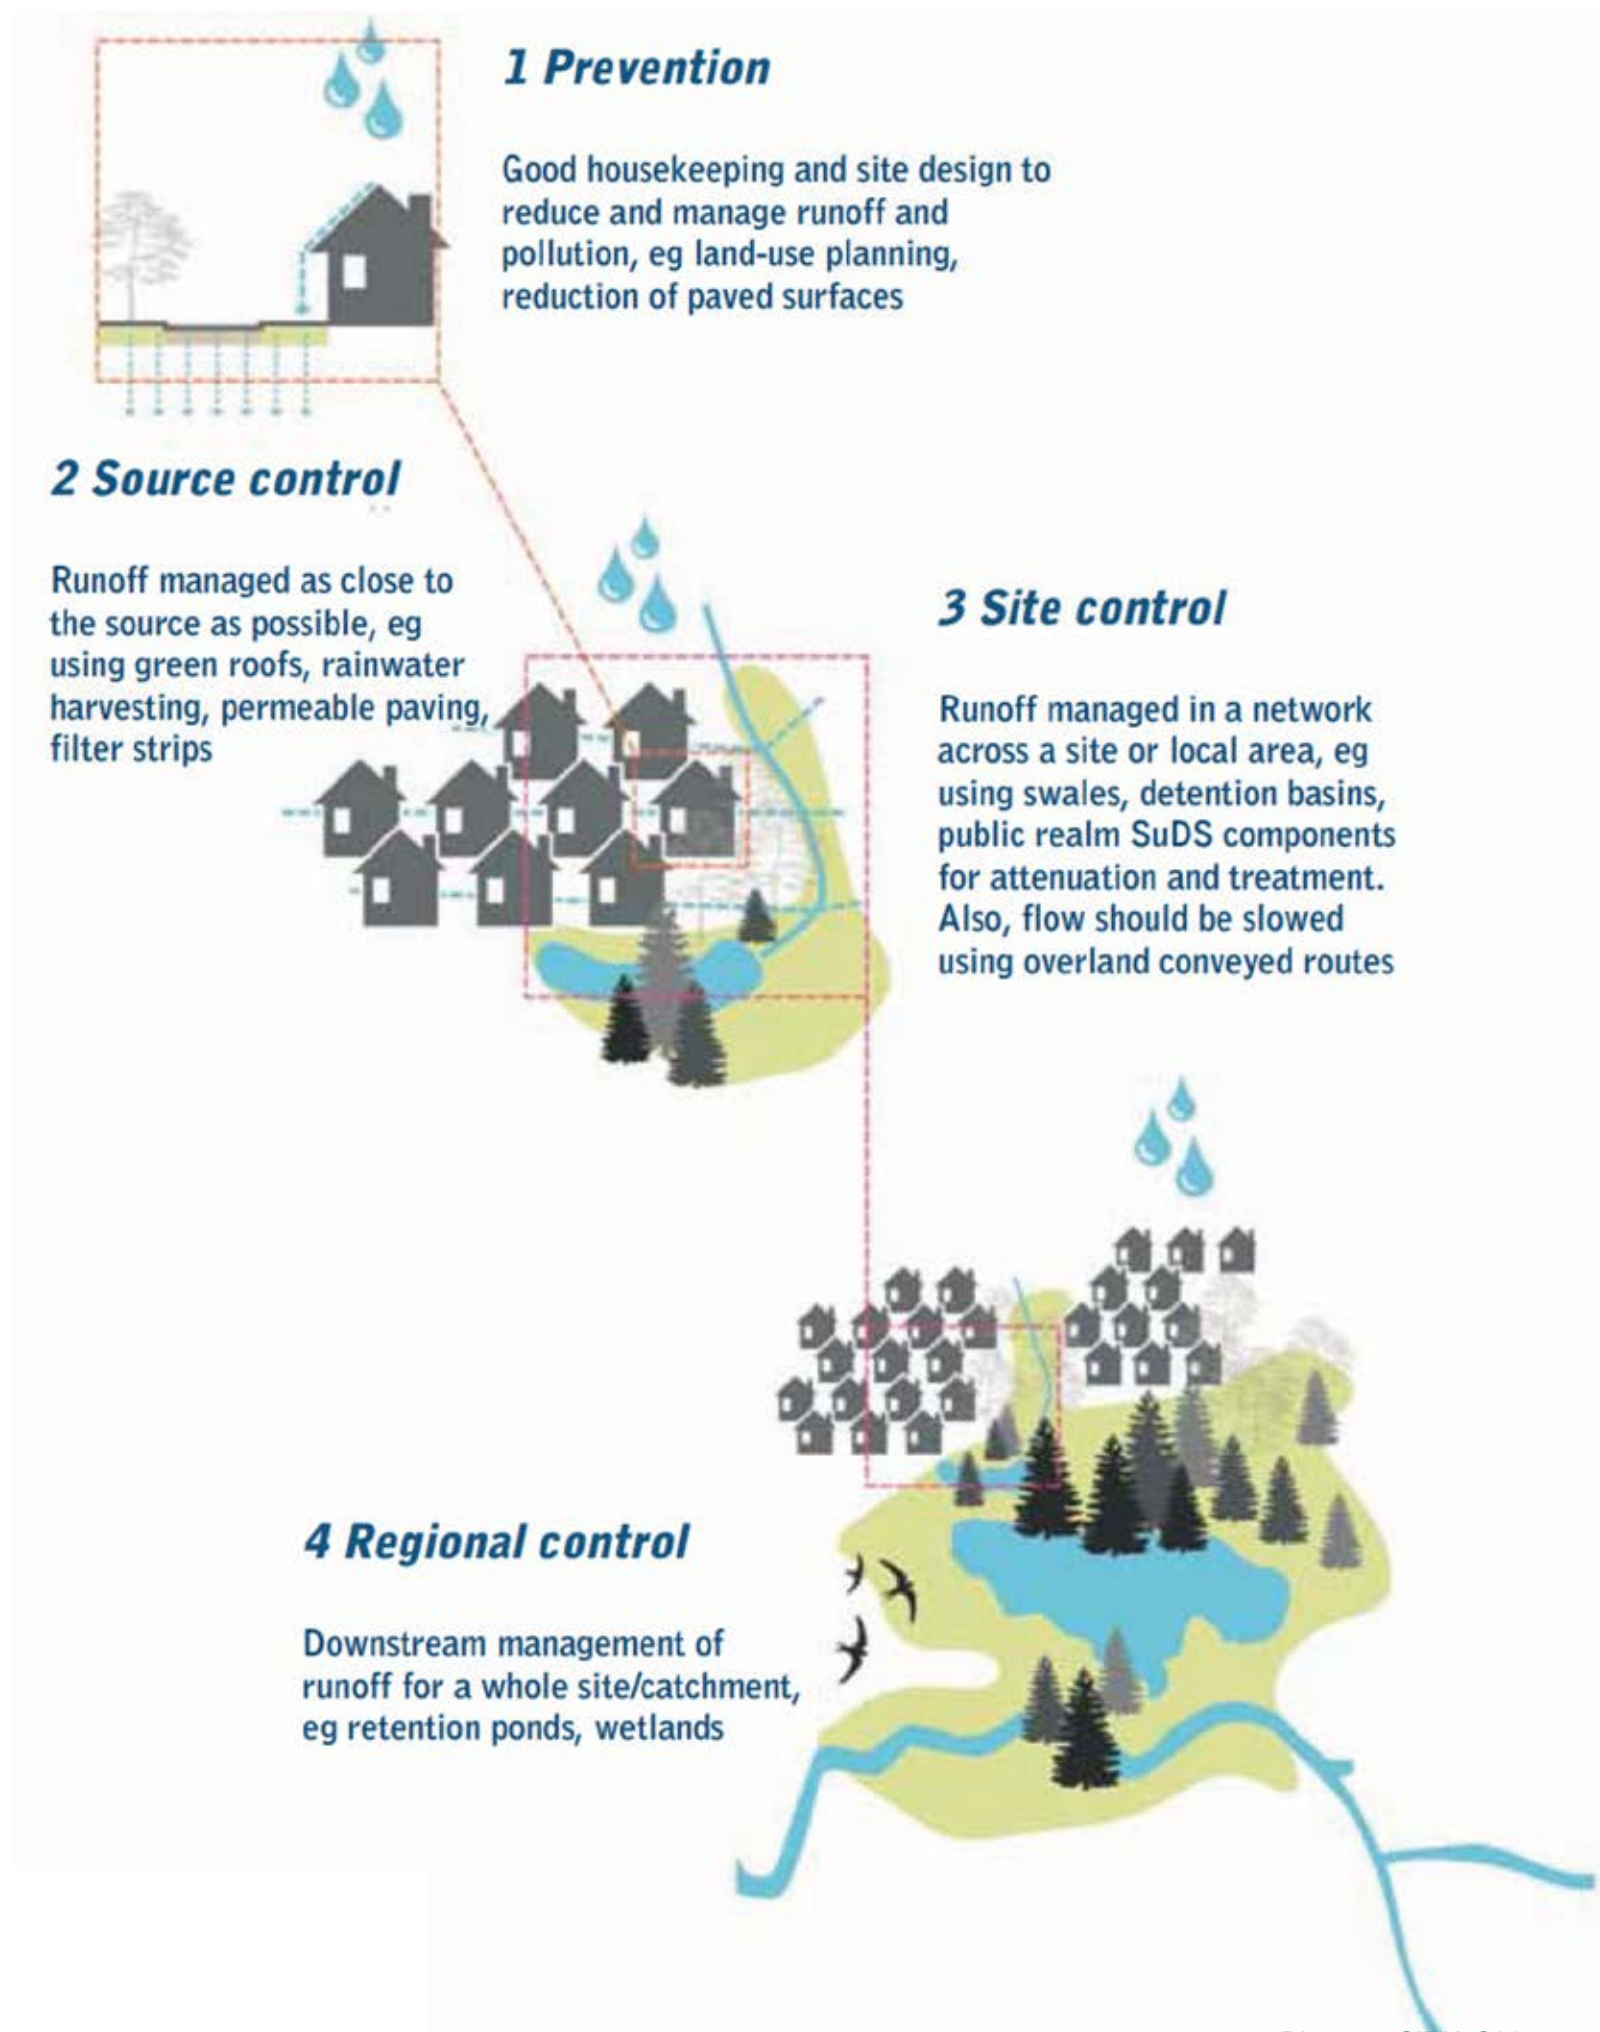 1 Prevention
Good housekeeping and site design to
reduce and manage runoff and
pollution, eg land-use planning,
reduction of paved surfaces
2 Source control
Runoff managed as close to
the source as possible, eg
using green roofs, rainwater
harvesting, permeable paving,
filter strips
3 Site control
Runoff managed in a network
across a site or local area, eg
using swales, detention basins,
public realm SuDS components
for attenuation and treatment.
Also, flow should be slowed
using overland conveyed routes
4 Regional control
Downstream management of
runoff for a whole site/catchment,
eg retention ponds, wetlands